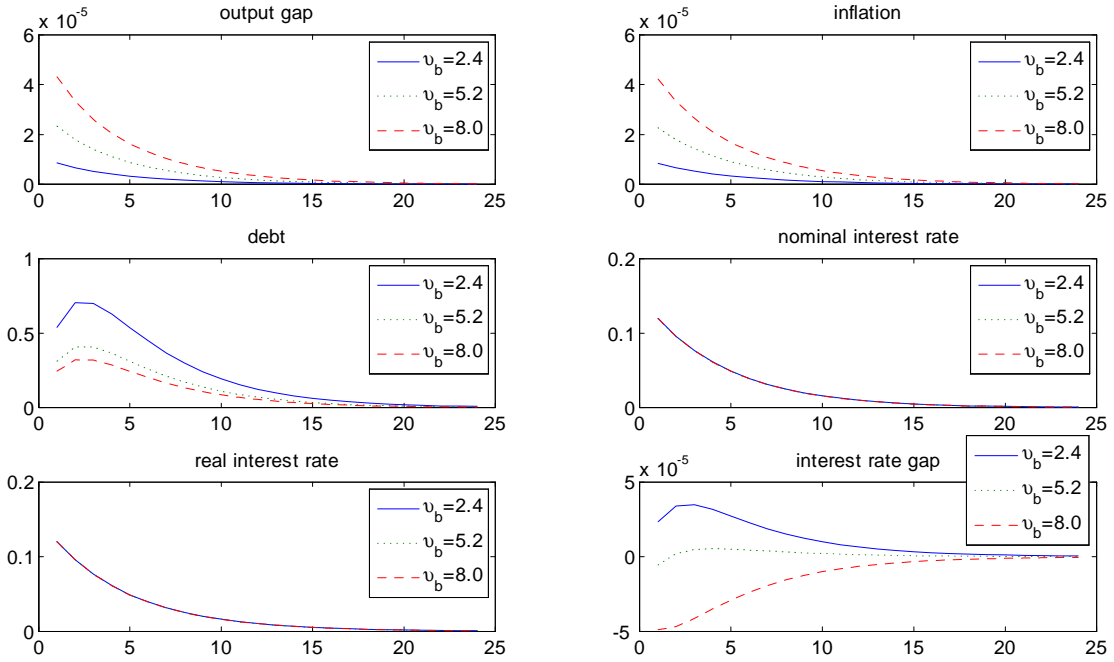 output gap
x 10-5
6
4
2
0
0 5 10 15 20 25
υb=2.4
υb=5.2
υb=8.0
inflation
x 10-5
6
4
2
0
0 5 10 15 20 25
υb=2.4
υb=5.2
υb=8.0
debt
1
0.5
0
0 5 10 15 20 25
υb=2.4
υb=5.2
υb=8.0
nominal interest rate
0.2
0.1
0
0 5 10 15 20 25
υb=2.4
υb=5.2
υb=8.0
real interest rate
0.2
0.1
0
0 5 10 15 20 25
υb=2.4
υb=5.2
υb=8.0
interest rate gap
x 10-5
5
0
-5
0 5 10 15 20 25
υb=2.4
υb=5.2
υb=8.0